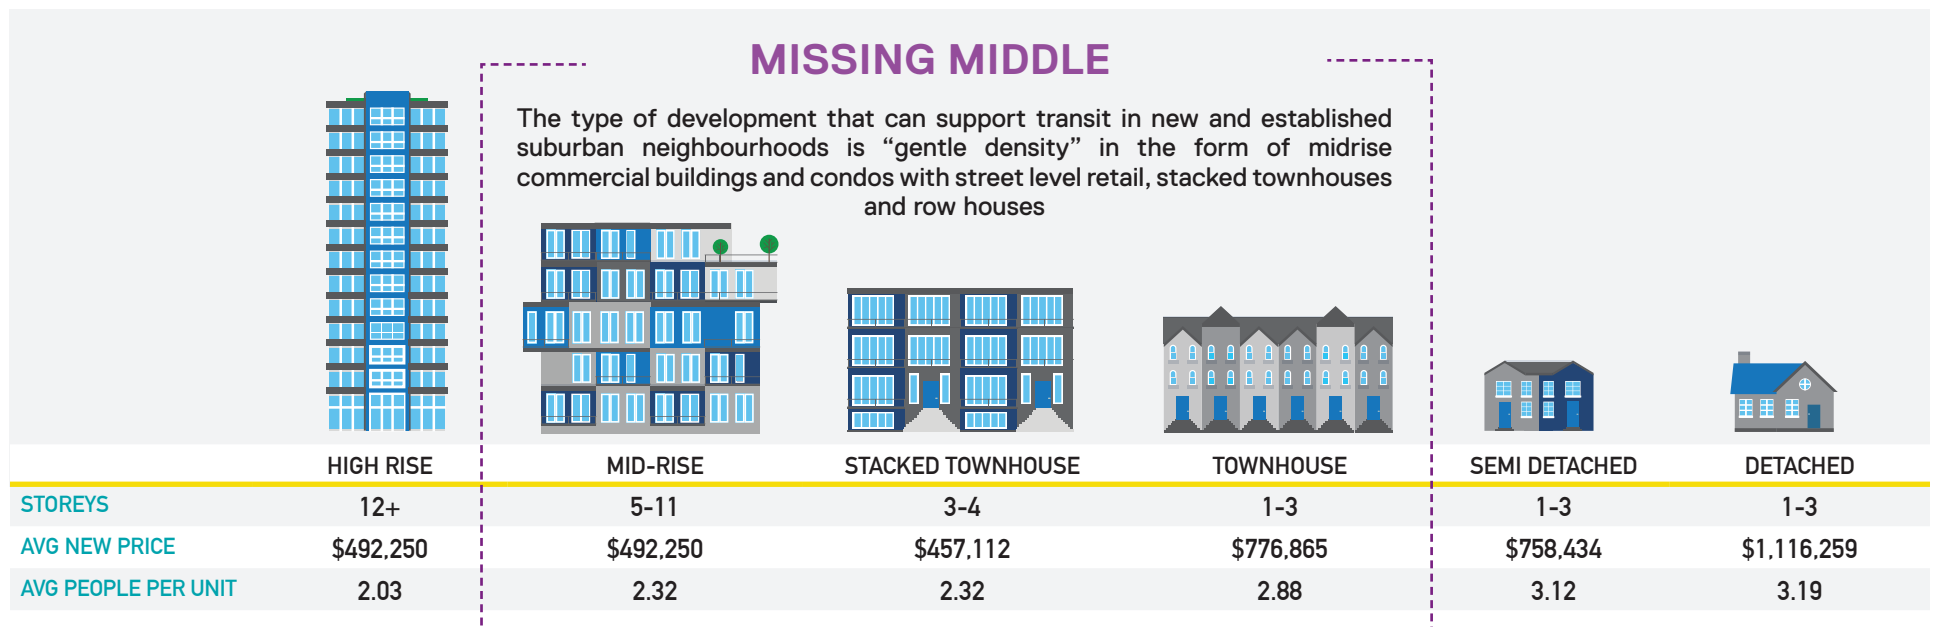 MISSING MIDDLE
The type of development that can support transit in new and established
suburban neighbourhoods is “gentle density” in the form of midrise
commercial buildings and condos with street level retail, stacked townhouses
and row houses
HIGH RISE MID-RISE STACKED TOWNHOUSE TOWNHOUSE SEMI DETACHED DETACHED
STOREYS 12+ 5-11 3-4 1-3 1-3 1-3
AVG NEW PRICE $492,250 $492,250 $457,112 $776,865 $758,434 $1,116,259
AVG PEOPLE PER UNIT 2.03 2.32 2.32 2.88 3.12 3.19